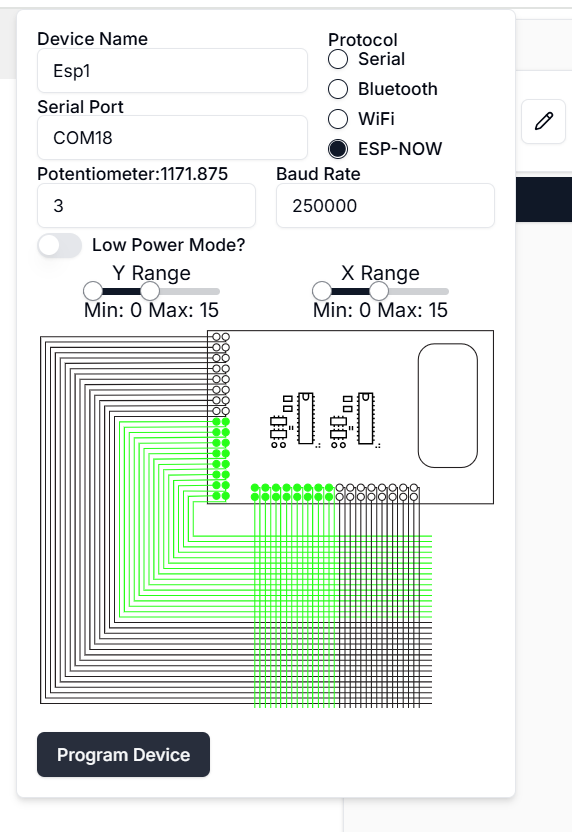 Device Name
Esp1
Serial Port
COM18
Protocol
Serial
Bluetooth
WiFi
ESP-NOW
Potentiometer:1171.875
3
Baud Rate
250000
Low Power Mode?
Y Range
Min: 0 Max: 15
X Range
Min: 0 Max: 15
Program Device